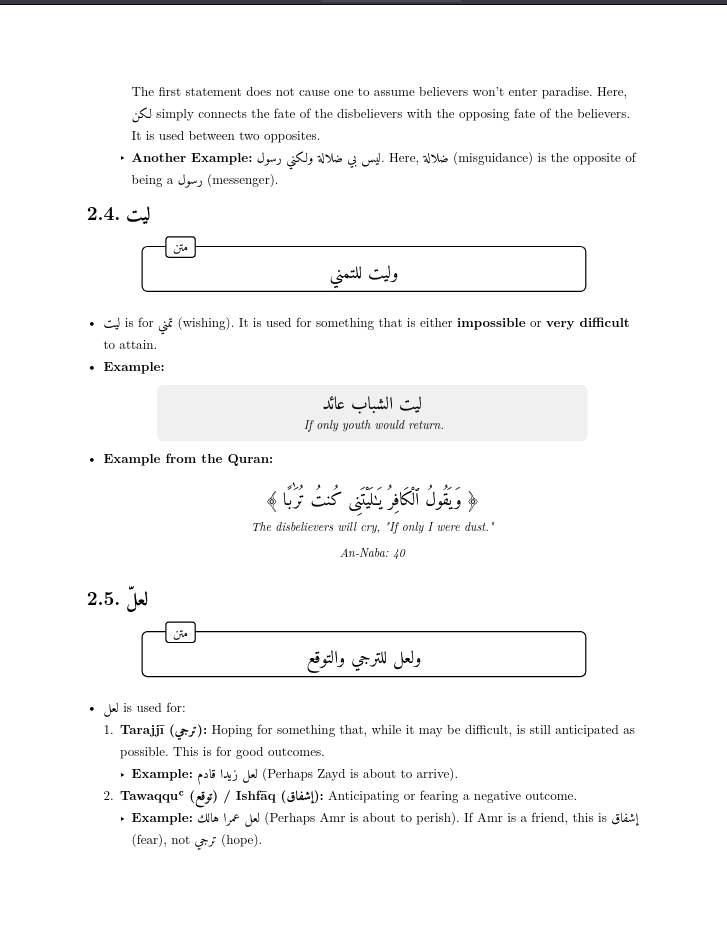 The first statement does not cause one to assume believers won't enter paradise. Here,
لكن simply connects the fate of the disbelievers with the opposing fate of the believers.
It is used between two opposites.
‣ Another Example: ليس بي ضلالة ولكني رسول. Here, ضلالة (misguidance) is the opposite of
being a رسول (messenger).
2.4. ليت
متن
وليت للتمني
• ليت is for تمني (wishing). It is used for something that is either impossible or very difficult
to attain.
• Example:
ليت الشباب عائد
If only youth would return.
• Example from the Quran:
﴿ وَيَقُولُ ٱلْكَافِرُ يَـٰلَيْتَنِى كُنتُ تُرَٰبًۢا ﴾
The disbelievers will cry, "If only I were dust."
An-Naba: 40
2.5. لعلّ
متن
ولعل للترجي والتوقع
• لعل is used for:
1. Tarajjī (ترجي): Hoping for something that, while it may be difficult, is still anticipated as
possible. This is for good outcomes.
‣ Example: لعل زيدا قادم (Perhaps Zayd is about to arrive).
2. Tawaqquᶜ (توقع) / Ishfāq (إشفاق): Anticipating or fearing a negative outcome.
‣ Example: لعل عمرا هالك (Perhaps Amr is about to perish). If Amr is a friend, this is إشفاق
(fear), not ترجي (hope).